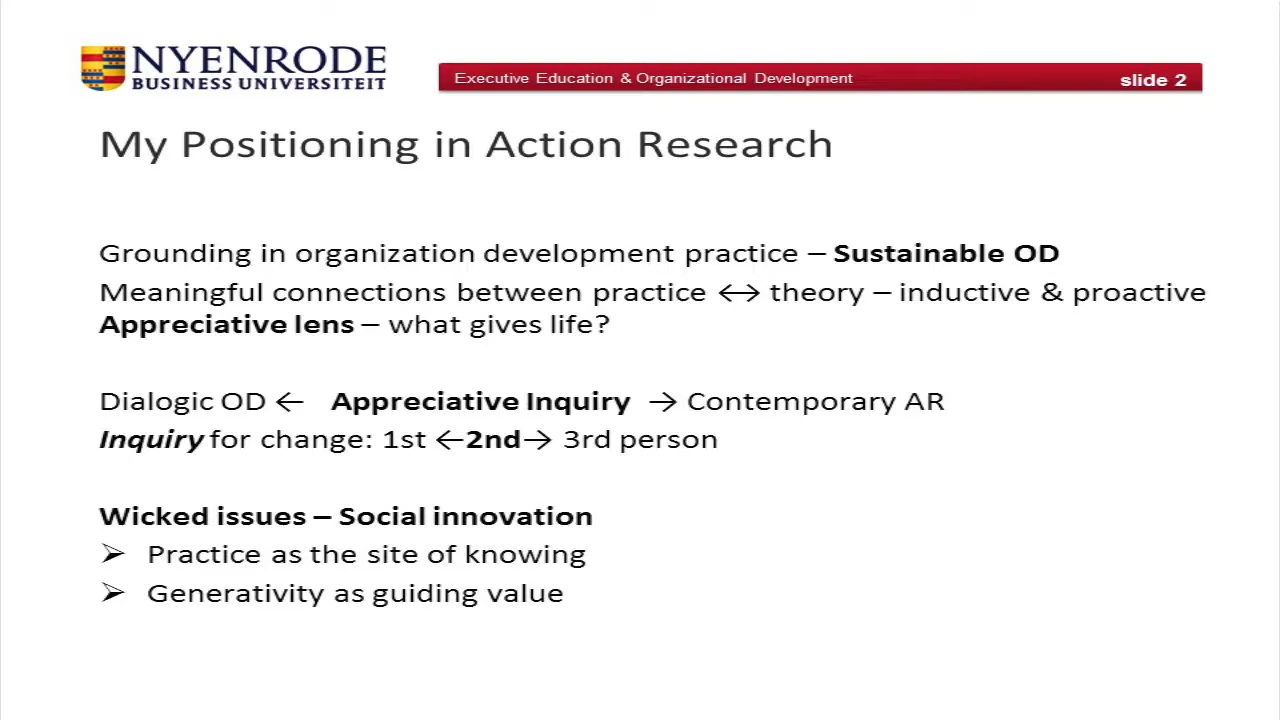 NYENRODE
BUSINESS UNIVERSITEIT
Executive Education & Organizational Development
slide 2
My Positioning in Action Research
Grounding in organization development practice – Sustainable OD
Meaningful connections between practice ↔ theory – inductive & proactive
Appreciative lens – what gives life?
Dialogic OD ← Appreciative Inquiry → Contemporary AR
Inquiry for change: 1st ←2nd→ 3rd person
Wicked issues – Social innovation
➢ Practice as the site of knowing
➢ Generativity as guiding value